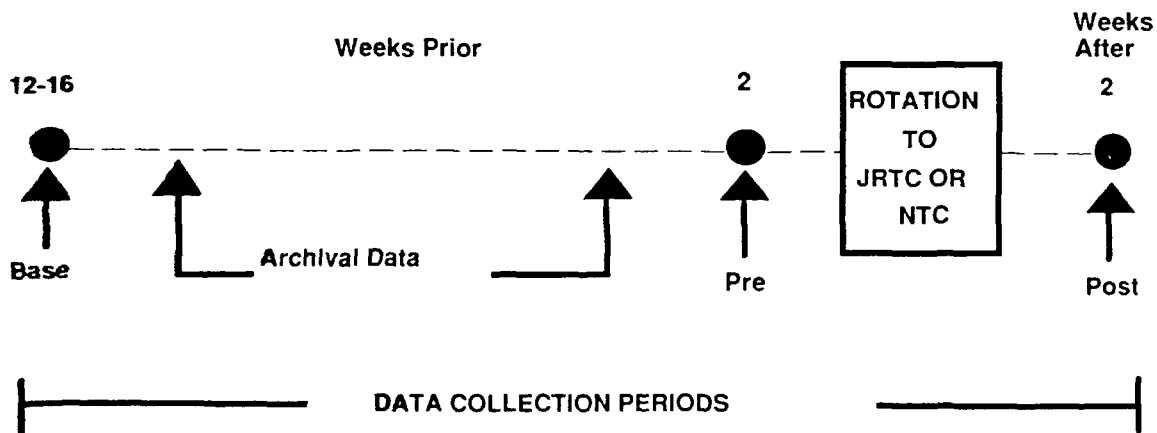 Weeks Prior
Weeks
After
12-16
2
2
ROTATION
TO
JRTC OR
NTC
Base
Archival Data
Pre
Post
DATA COLLECTION PERIODS